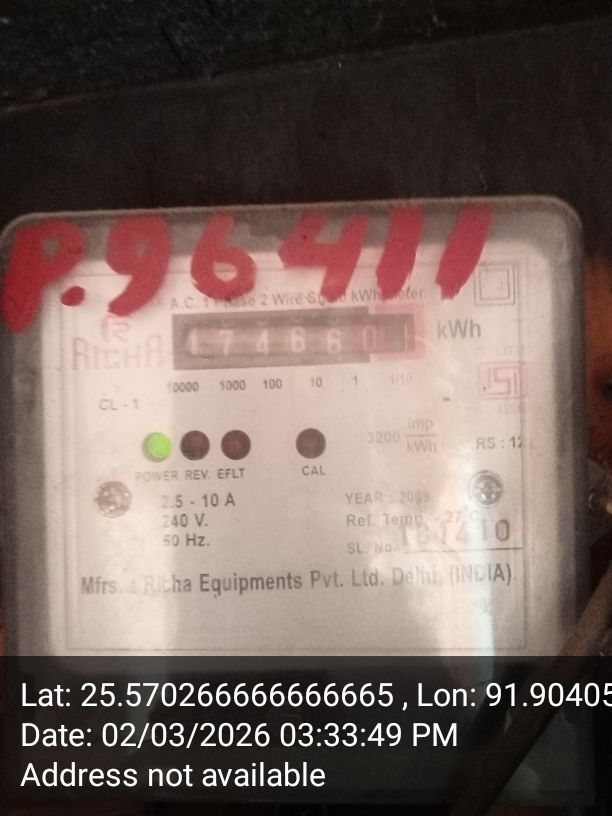 P.96411
A.C. 1 Phase 2 Wire kWh Meter.
RICHA
kWh
10000 1000 100 10 1 1/10
CL - 1
3200 Imp/kWh
RS : 12
POWER REV. EFLT CAL
2.5 - 10 A
240 V.
50 Hz.
YEAR : 2009
Ref. Temp. - 27°C
SL. No.
Mfrs. : Richa Equipments Pvt. Ltd. Delhi, (INDIA).
Lat: 25.570266666666665 , Lon: 91.90405
Date: 02/03/2026 03:33:49 PM
Address not available